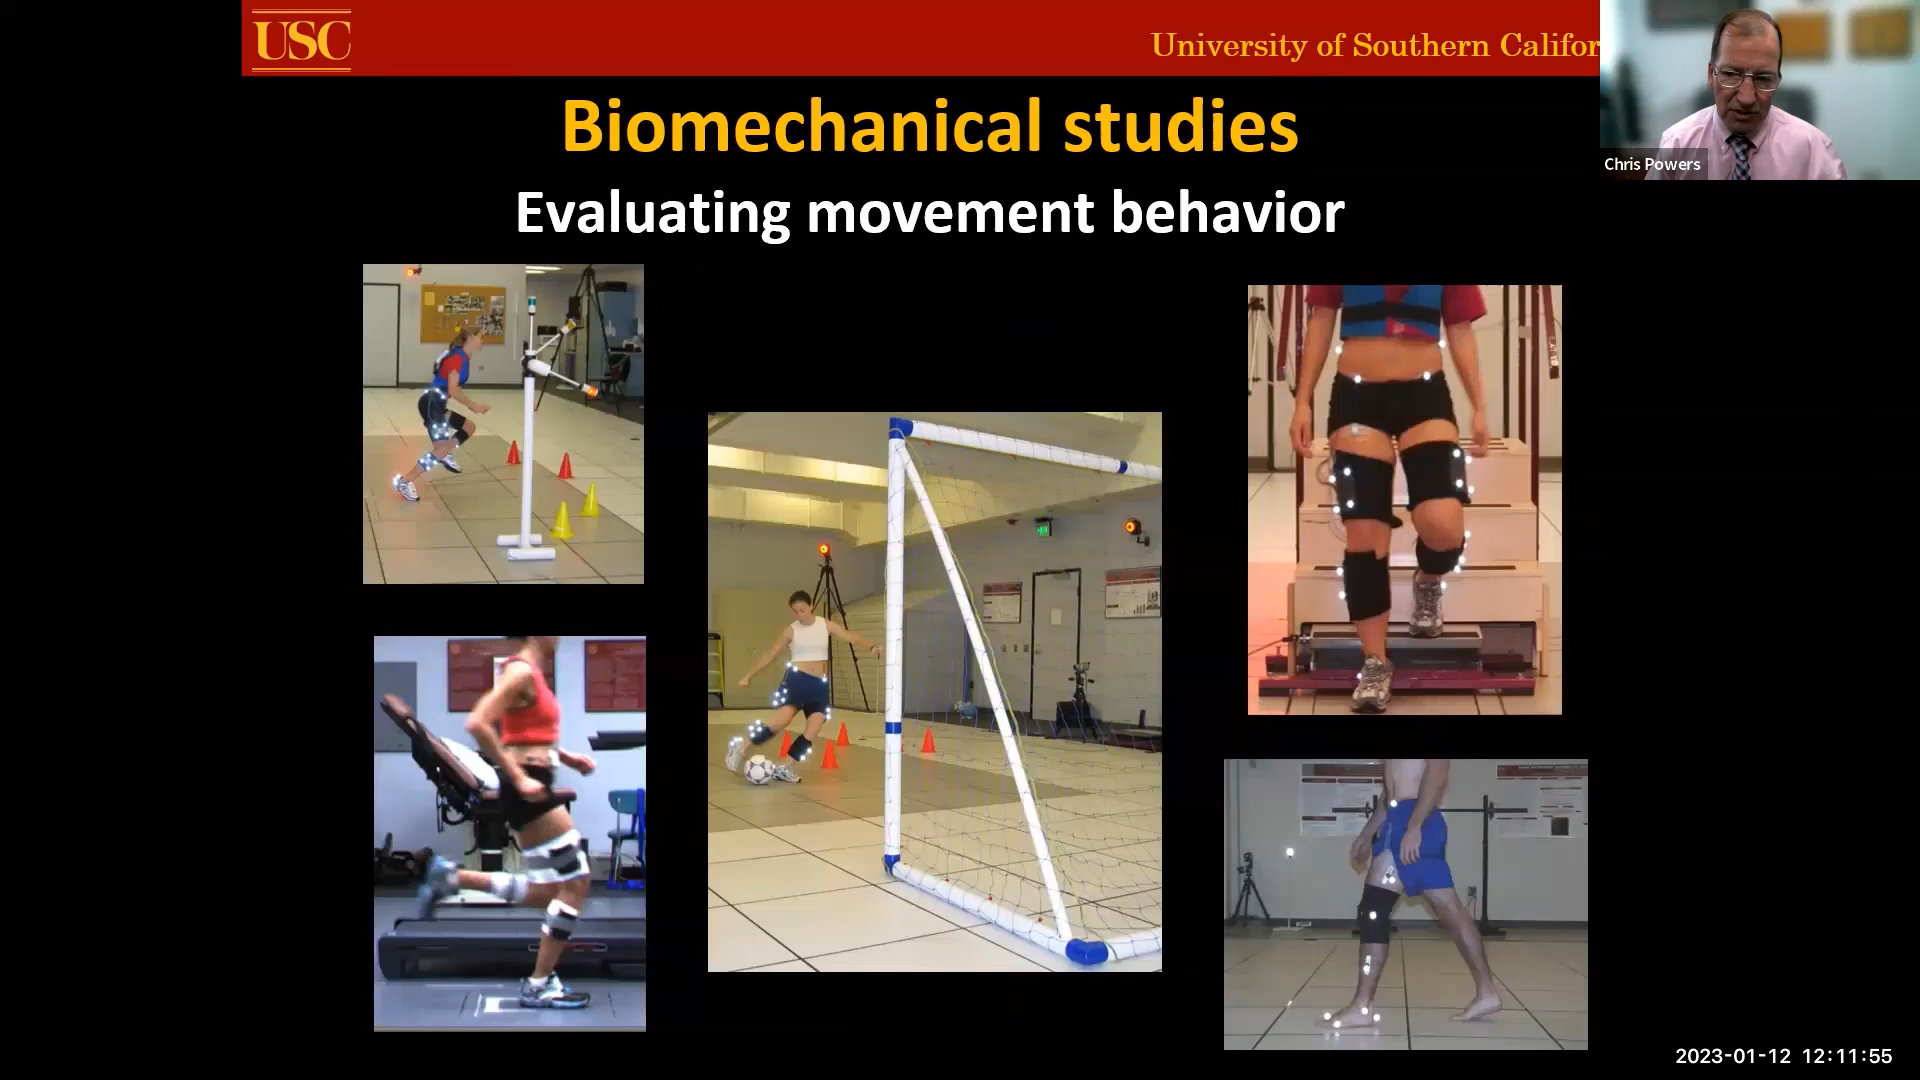 USC
University of Southern Califor
Chris Powers
Biomechanical studies
Evaluating movement behavior
2023-01-12 12:11:55